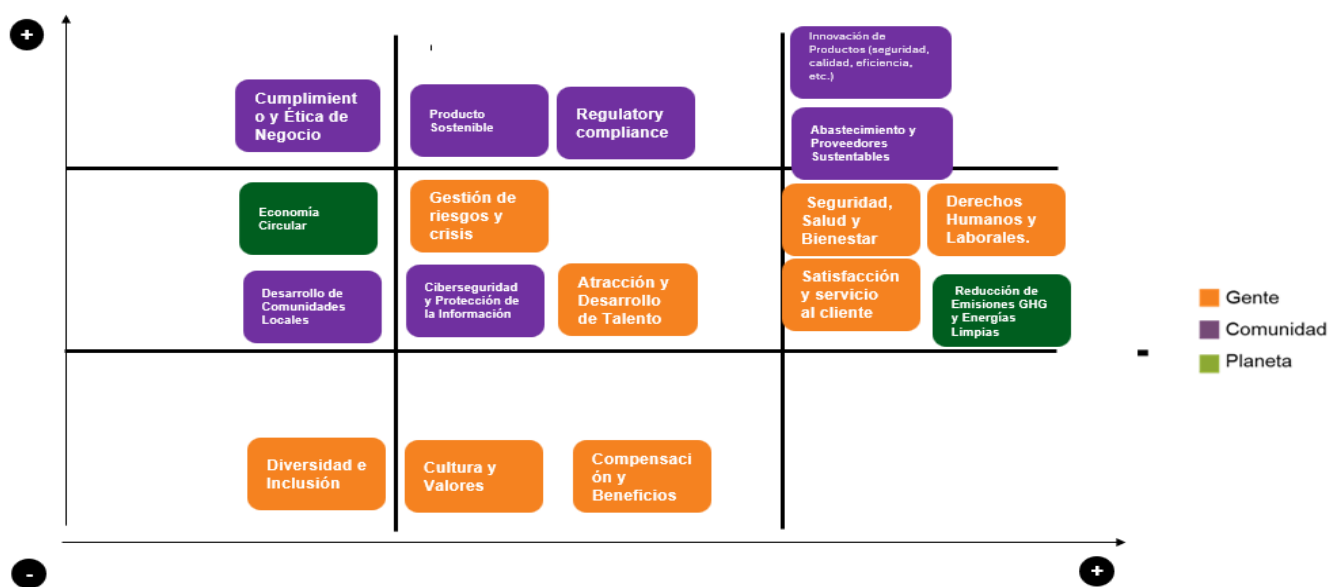 +
Cumplimient
o y Ética de
Negocio
Producto
Sostenible
Regulatory
compliance
Innovación de
Productos (seguridad,
calidad, eficiencia,
etc.)
Abastecimiento y
Proveedores
Sustentables
Economía
Circular
Gestión de
riesgos y
crisis
Seguridad,
Salud y
Bienestar
Derechos
Humanos y
Laborales.
Desarrollo de
Comunidades
Locales
Ciberseguridad
y Protección de
la Información
Atracción y
Desarrollo
de Talento
Satisfacción
y servicio
al cliente
Reducción de
Emisiones GHG
y Energías
Limpias
Diversidad e
Inclusión
Cultura y
Valores
Compensaci
ón y
Beneficios
-
+
-
Gente
Comunidad
Planeta